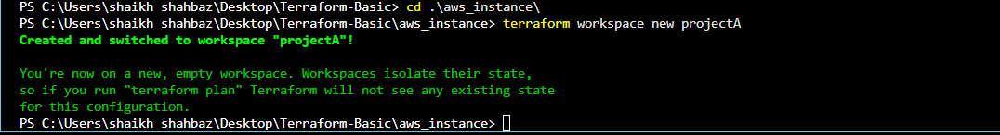 PS C:\Users\shaikh shahbaz\Desktop\Terraform-Basic> cd .\aws_instance\
PS C:\Users\shaikh shahbaz\Desktop\Terraform-Basic\aws_instance> terraform workspace new projectA
Created and switched to workspace "projectA"!
You're now on a new, empty workspace. Workspaces isolate their state,
so if you run "terraform plan" Terraform will not see any existing state
for this configuration.
PS C:\Users\shaikh shahbaz\Desktop\Terraform-Basic\aws_instance>